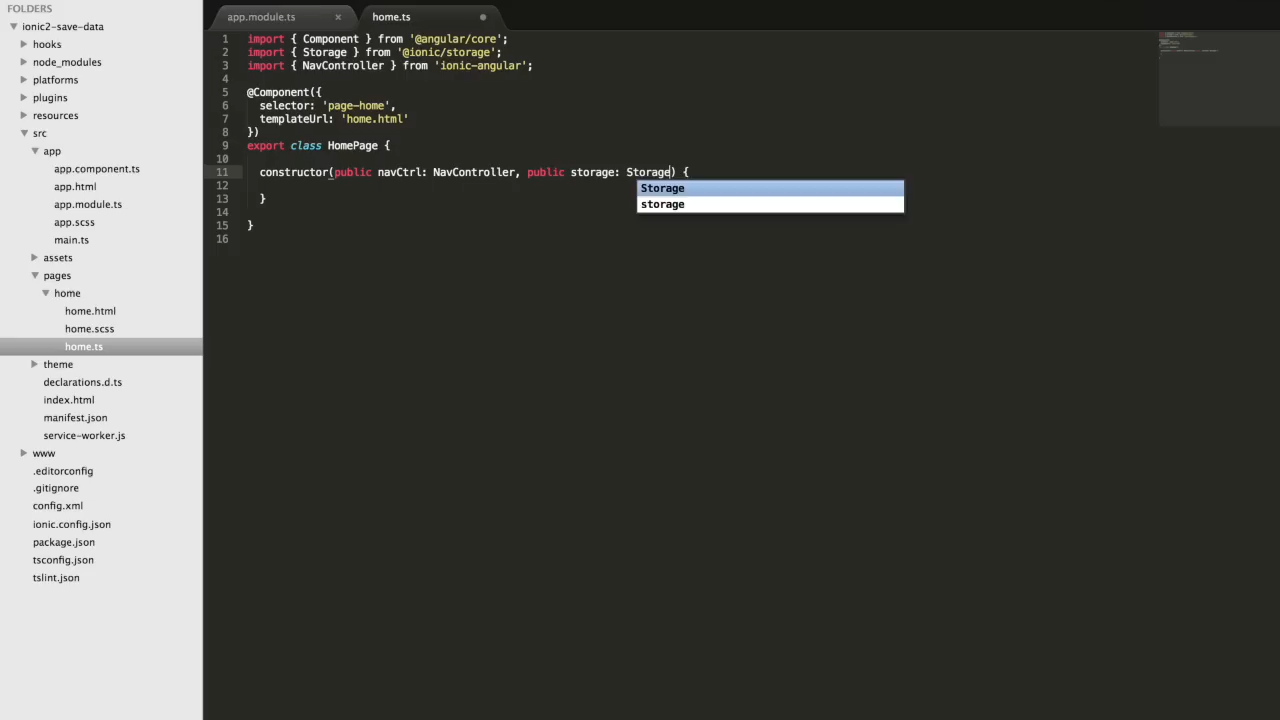 FOLDERS
ionic2-save-data
hooks
node_modules
platforms
plugins
resources
src
app
app.component.ts
app.html
app.module.ts
app.scss
main.ts
assets
pages
home
home.html
home.scss
home.ts
theme
declarations.d.ts
index.html
manifest.json
service-worker.js
www
.editorconfig
.gitignore
config.xml
ionic.config.json
package.json
tsconfig.json
tslint.json
app.module.ts ×
home.ts
1 import { Component } from '@angular/core';
2 import { Storage } from '@ionic/storage';
3 import { NavController } from 'ionic-angular';
4
5 @Component({
6 selector: 'page-home',
7 templateUrl: 'home.html'
8 })
9 export class HomePage {
10
11 constructor(public navCtrl: NavController, public storage: Storage) {
12
13 }
14
15 }
16
Storage
storage